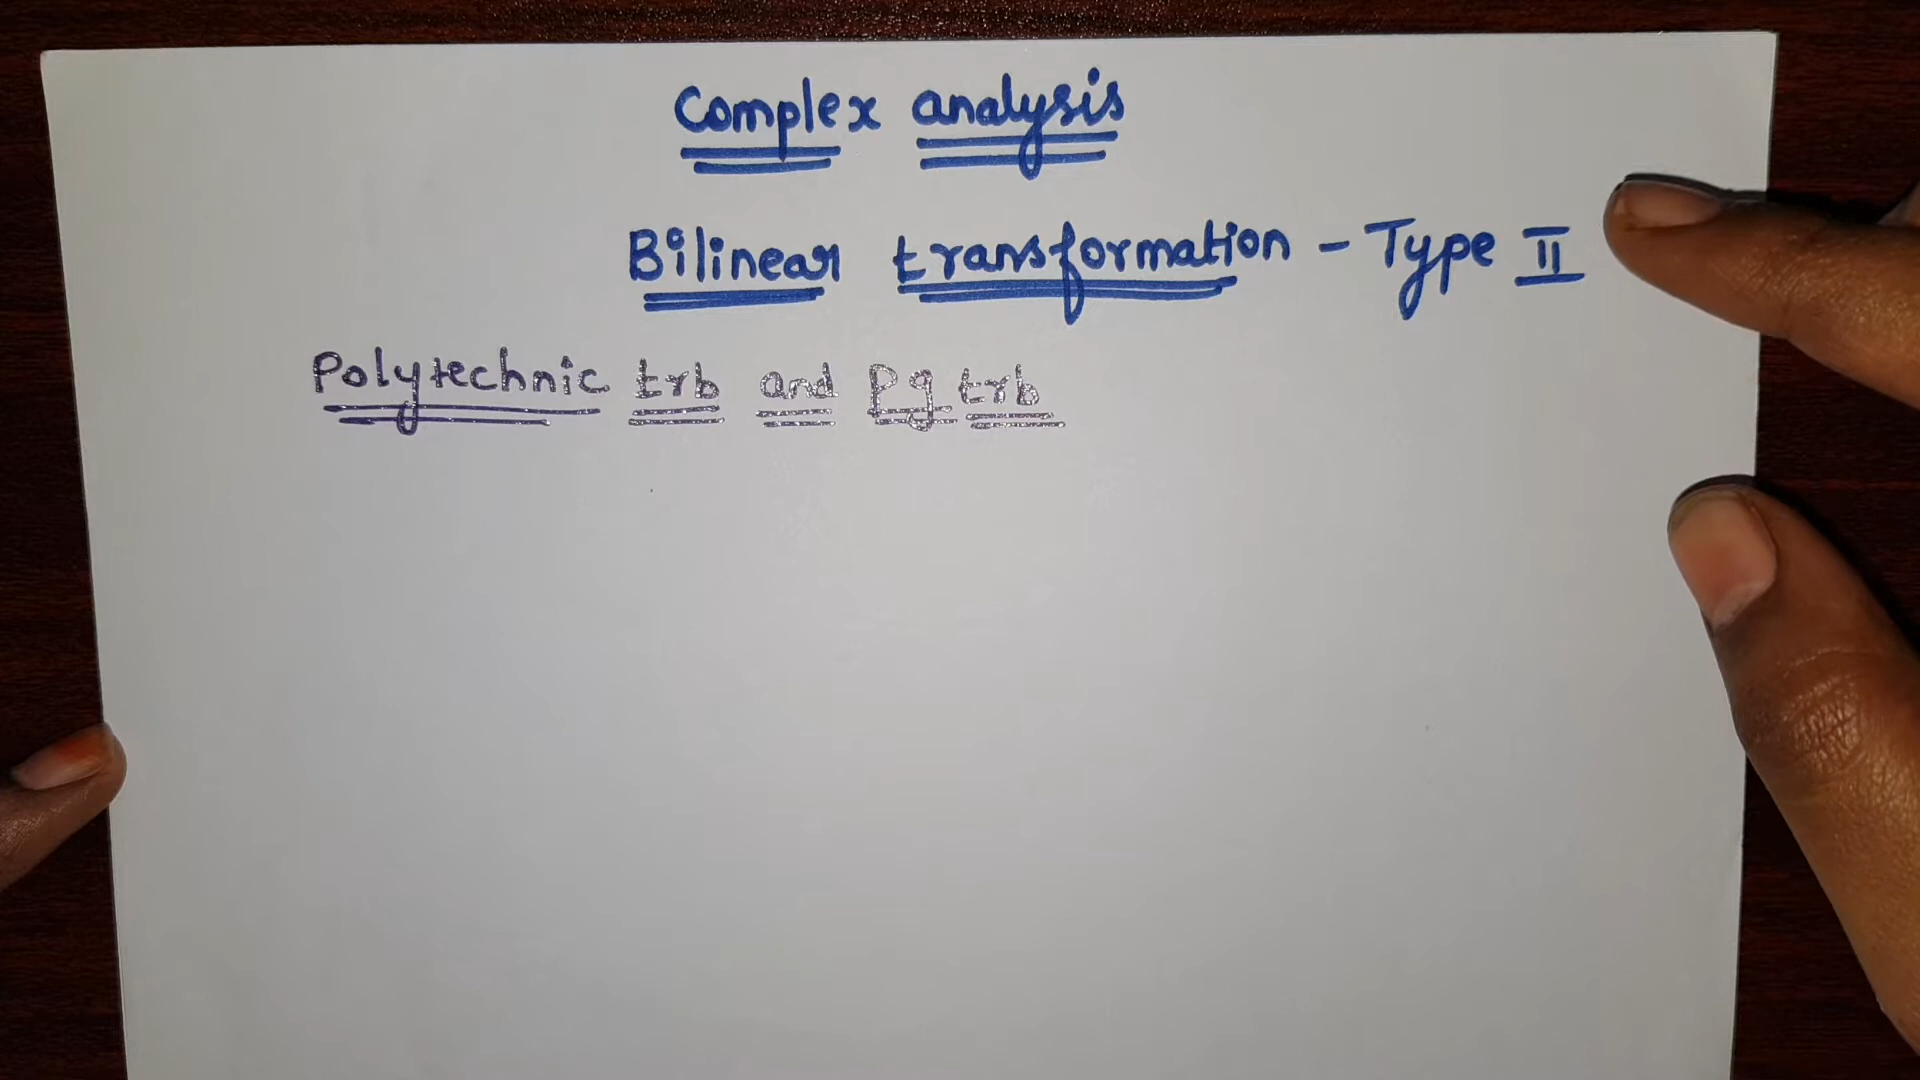 Complex analysis
Bilinear transformation - Type II
Polytechnic trb and Pg trb